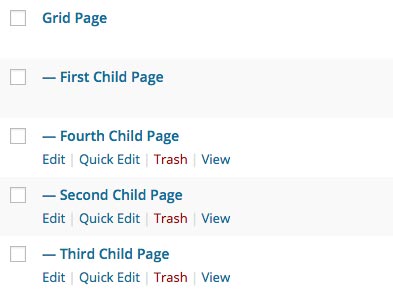 Grid Page
— First Child Page
— Fourth Child Page
Edit | Quick Edit | Trash | View
— Second Child Page
Edit | Quick Edit | Trash | View
— Third Child Page
Edit | Quick Edit | Trash | View